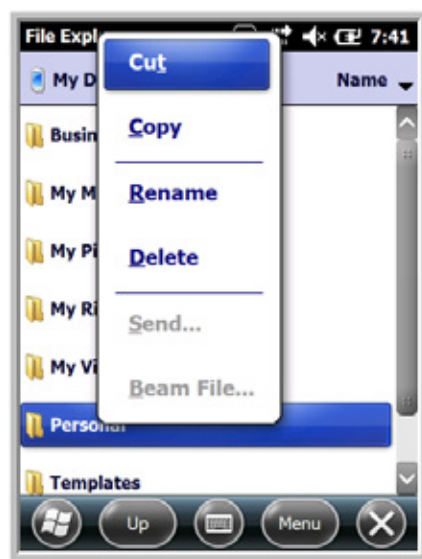 File Expl 7:41
My D Name
Cut
Busin
Copy
My M
Rename
My Pi
Delete
My Ri
Send...
My Vi
Beam File...
Personal
Templates
Up Menu